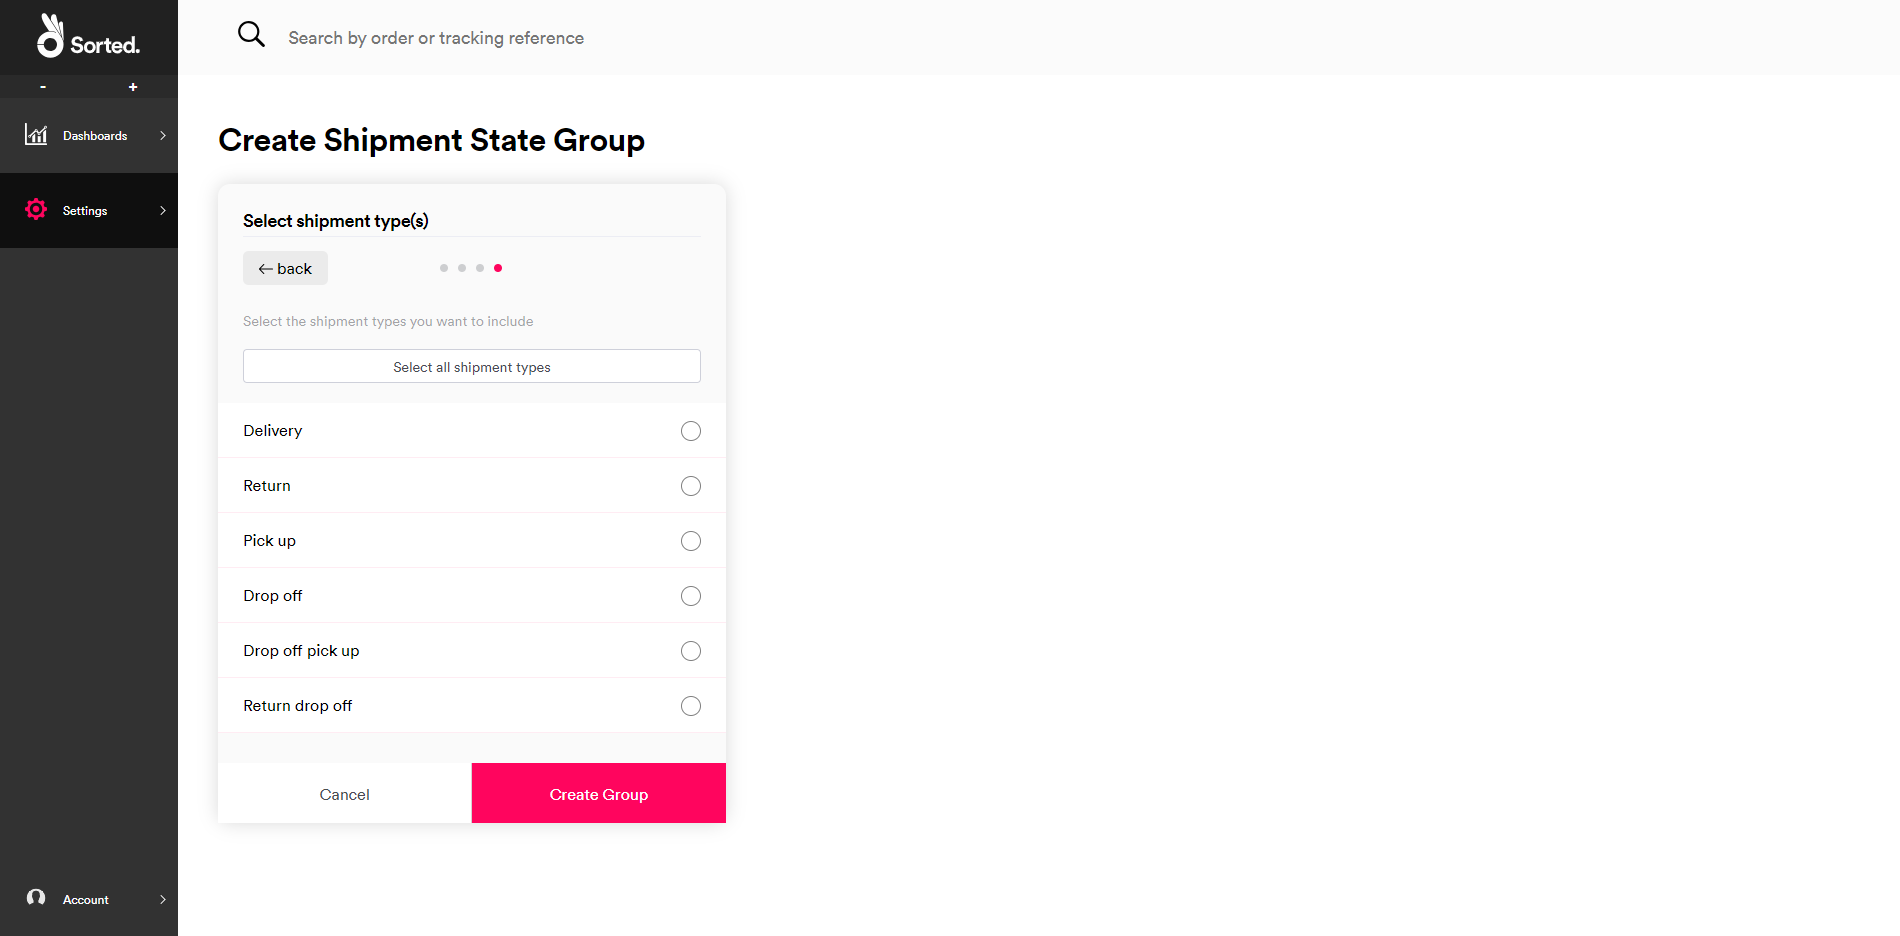 Sorted.
- +
Dashboards
Settings
Account
Search by order or tracking reference
Create Shipment State Group
Select shipment type(s)
← back
Select the shipment types you want to include
Select all shipment types
Delivery
Return
Pick up
Drop off
Drop off pick up
Return drop off
Cancel
Create Group